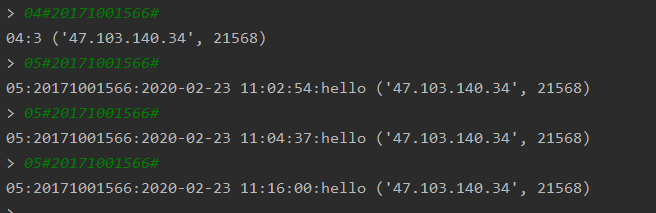 > 04#20171001566#
04:3 ('47.103.140.34', 21568)
> 05#20171001566#
05:20171001566:2020-02-23 11:02:54:hello ('47.103.140.34', 21568)
> 05#20171001566#
05:20171001566:2020-02-23 11:04:37:hello ('47.103.140.34', 21568)
> 05#20171001566#
05:20171001566:2020-02-23 11:16:00:hello ('47.103.140.34', 21568)
>